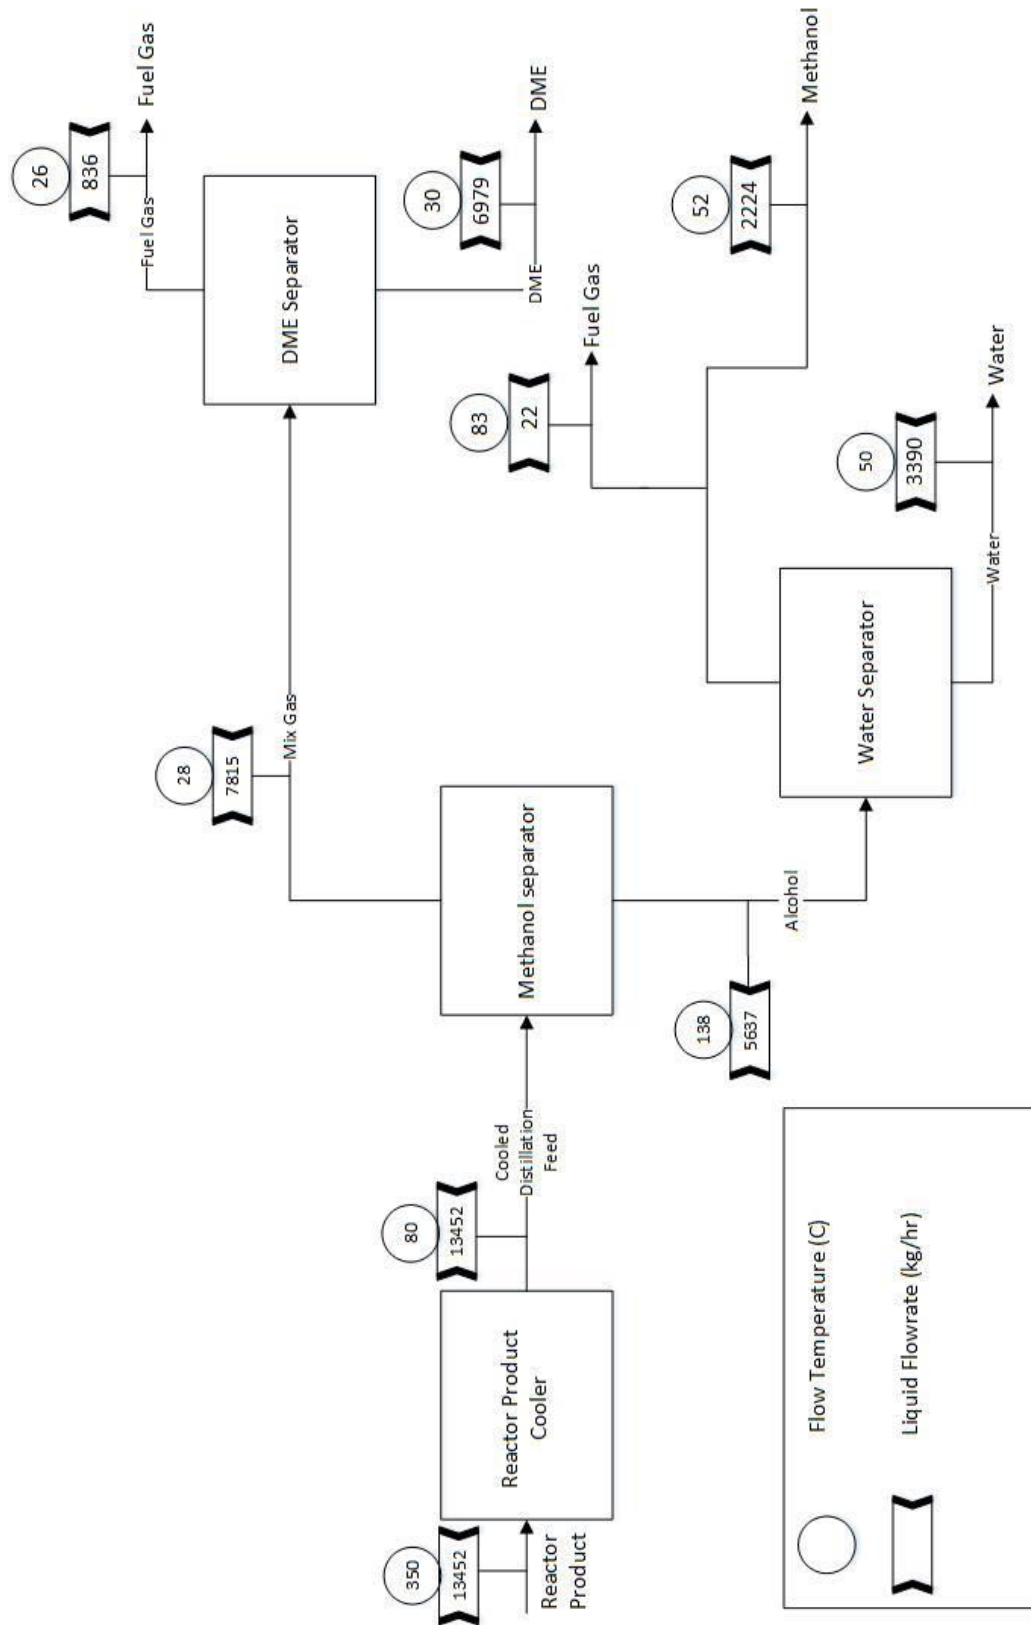 350
13452
Reactor
Product
Reactor Product
Cooler
80
13452
Cooled
Distillation
Feed
Methanol separator
28
7815
Mix Gas
DME Separator
Fuel Gas
26
836
Fuel Gas
DME
30
6979
DME
138
5637
Alcohol
Water Separator
83
22
Fuel Gas
52
2224
Methanol
Water
50
3390
Water
Flow Temperature (C)
Liquid Flowrate (kg/hr)